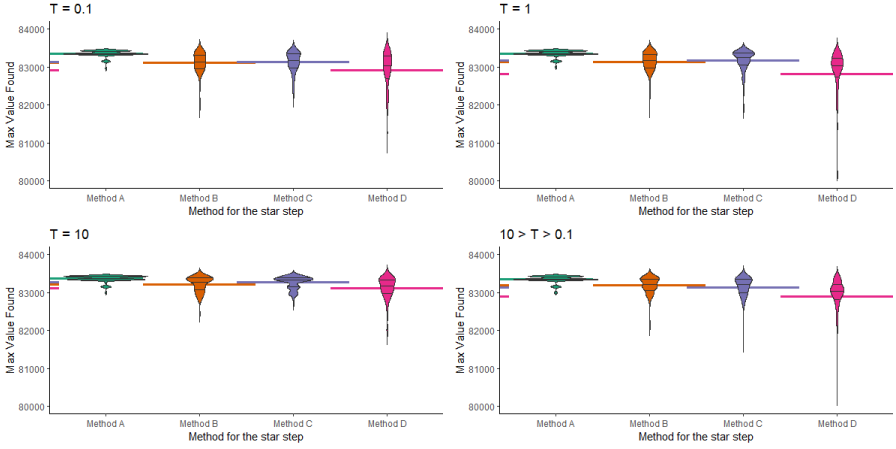 T = 0.1
84000
83000
82000
81000
80000
Max Value Found
Method A Method B Method C Method D
Method for the star step
T = 1
84000
83000
82000
81000
80000
Max Value Found
Method A Method B Method C Method D
Method for the star step
T = 10
84000
83000
82000
81000
80000
Max Value Found
Method A Method B Method C Method D
Method for the star step
10 > T > 0.1
84000
83000
82000
81000
80000
Max Value Found
Method A Method B Method C Method D
Method for the star step